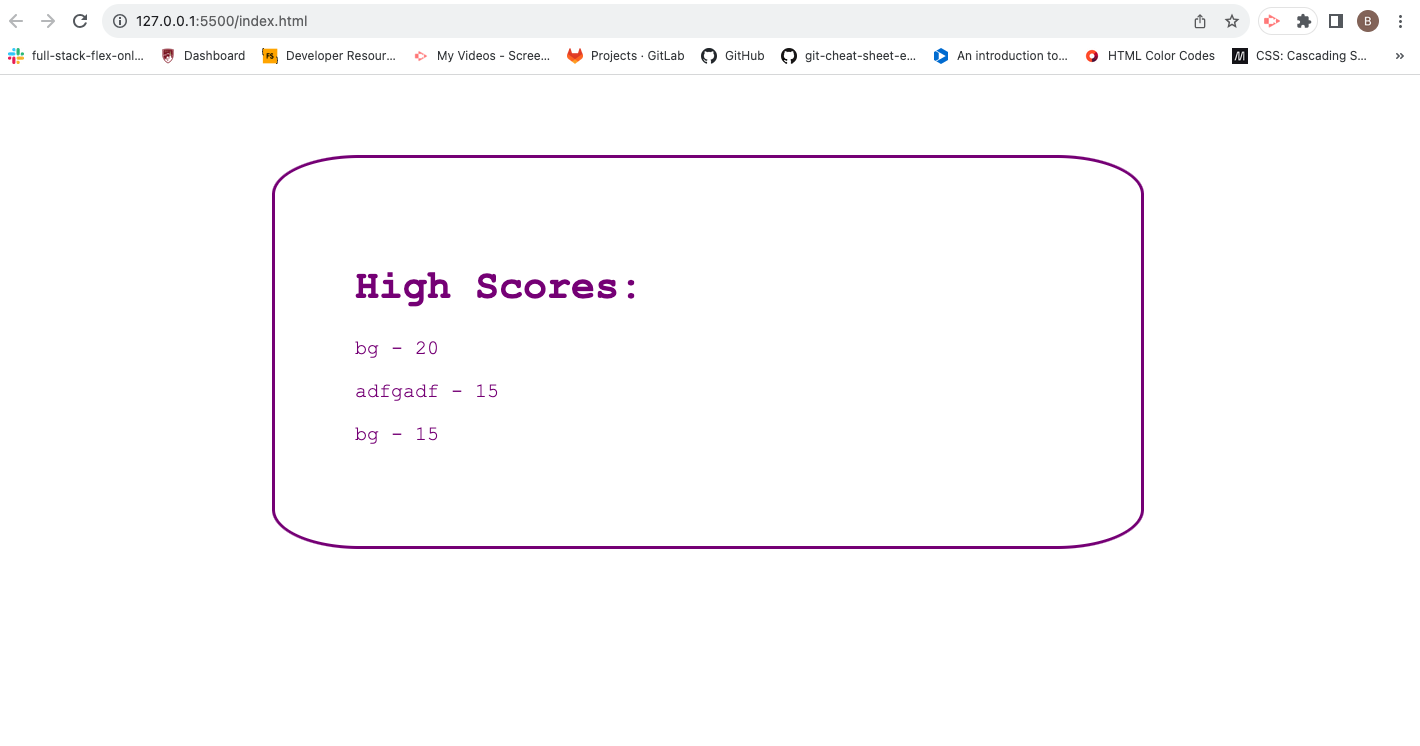 127.0.0.1:5500/index.html
B
full-stack-flex-onl... Dashboard FS Developer Resour... My Videos - Scree... Projects · GitLab GitHub git-cheat-sheet-e... An introduction to... HTML Color Codes M CSS: Cascading S... »
High Scores:
bg - 20
adfgadf - 15
bg - 15